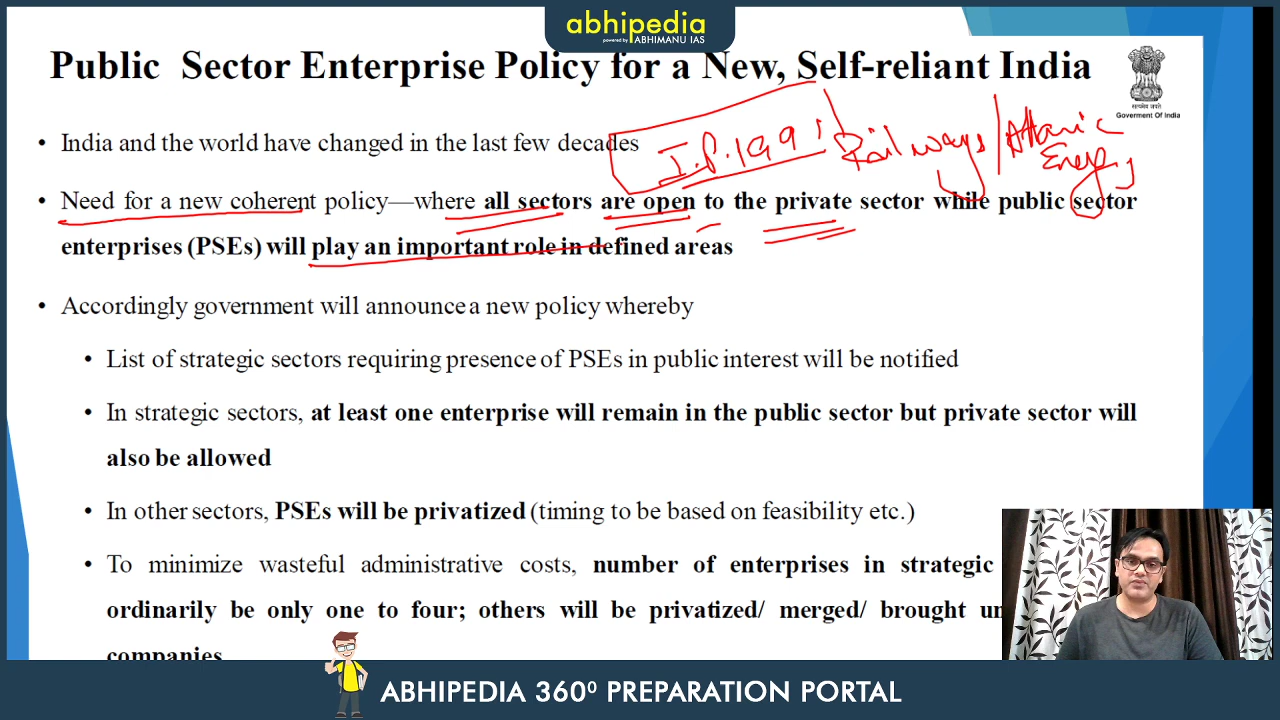 abhipedia
powered by ABHIMANU IAS
Public Sector Enterprise Policy for a New, Self-reliant India
सत्यमेव जयते
Goverment Of India
• India and the world have changed in the last few decades
I.P. 1991
Railways / Atomic
Energy
• Need for a new coherent policy—where all sectors are open to the private sector while public sector
enterprises (PSEs) will play an important role in defined areas
• Accordingly government will announce a new policy whereby
• List of strategic sectors requiring presence of PSEs in public interest will be notified
• In strategic sectors, at least one enterprise will remain in the public sector but private sector will
also be allowed
• In other sectors, PSEs will be privatized (timing to be based on feasibility etc.)
• To minimize wasteful administrative costs, number of enterprises in strategic
ordinarily be only one to four; others will be privatized/ merged/ brought un
companies
ABHIPEDIA 360⁰ PREPARATION PORTAL